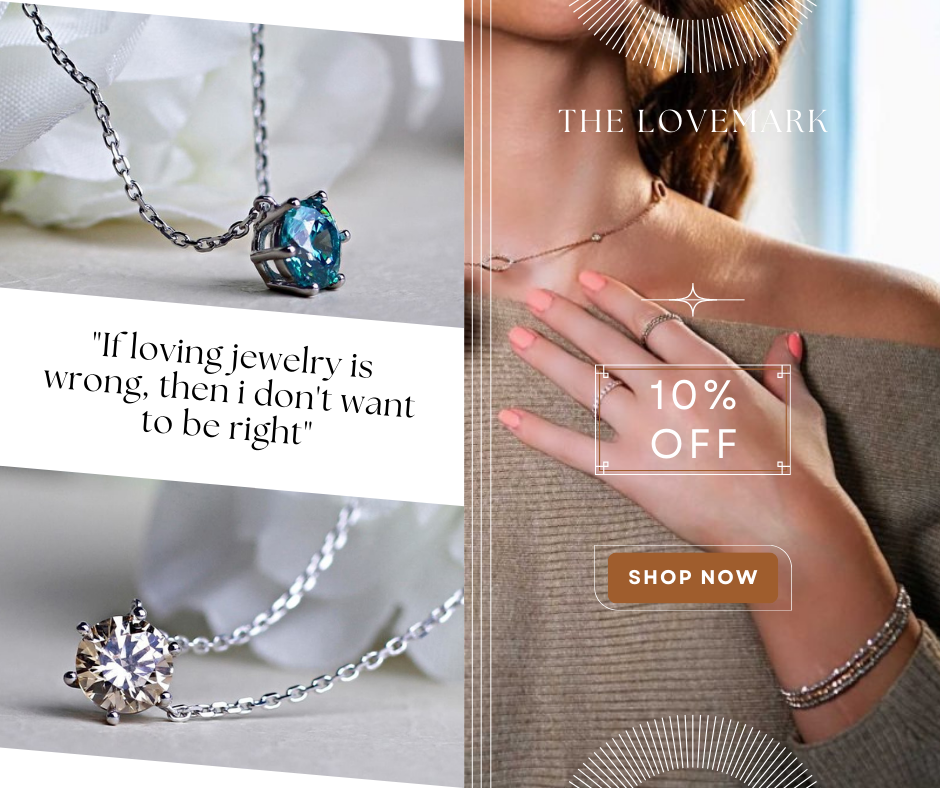 "If loving jewelry is
wrong, then i don't want
to be right"
THE LOVEMARK
10%
OFF
SHOP NOW